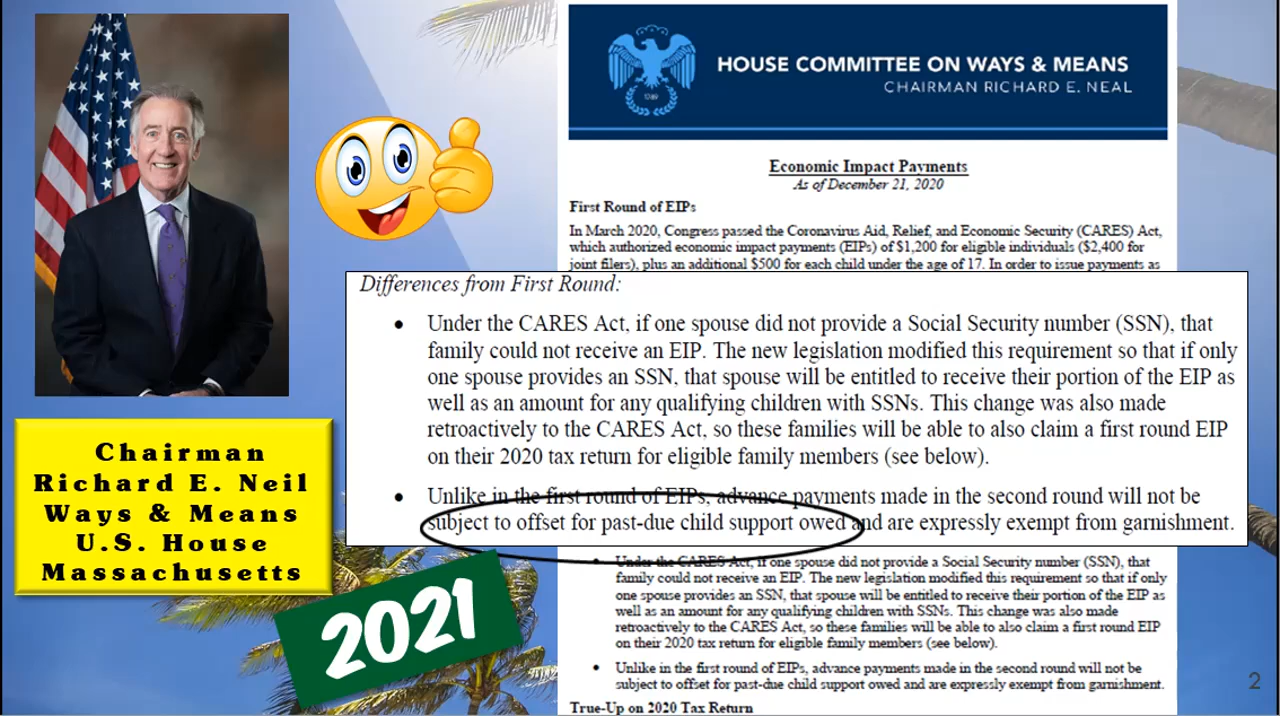 HOUSE COMMITTEE ON WAYS & MEANS
CHAIRMAN RICHARD E. NEAL
1789
Economic Impact Payments
As of December 21, 2020
First Round of EIPs
In March 2020, Congress passed the Coronavirus Aid, Relief, and Economic Security (CARES) Act,
which authorized economic impact payments (EIPs) of $1,200 for eligible individuals ($2,400 for
joint filers), plus an additional $500 for each child under the age of 17. In order to issue payments as
Differences from First Round:
• Under the CARES Act, if one spouse did not provide a Social Security number (SSN), that
family could not receive an EIP. The new legislation modified this requirement so that if only
one spouse provides an SSN, that spouse will be entitled to receive their portion of the EIP as
well as an amount for any qualifying children with SSNs. This change was also made
retroactively to the CARES Act, so these families will be able to also claim a first round EIP
on their 2020 tax return for eligible family members (see below).
• Unlike in the first round of EIPs, advance payments made in the second round will not be
subject to offset for past-due child support owed and are expressly exempt from garnishment.
Chairman
Richard E. Neil
Ways & Means
U.S. House
Massachusetts
2021
• Under the CARES Act, if one spouse did not provide a Social Security number (SSN), that
family could not receive an EIP. The new legislation modified this requirement so that if only
one spouse provides an SSN, that spouse will be entitled to receive their portion of the EIP as
well as an amount for any qualifying children with SSNs. This change was also made
retroactively to the CARES Act, so these families will be able to also claim a first round EIP
on their 2020 tax return for eligible family members (see below).
• Unlike in the first round of EIPs, advance payments made in the second round will not be
subject to offset for past-due child support owed and are expressly exempt from garnishment.
True-Up on 2020 Tax Return
2